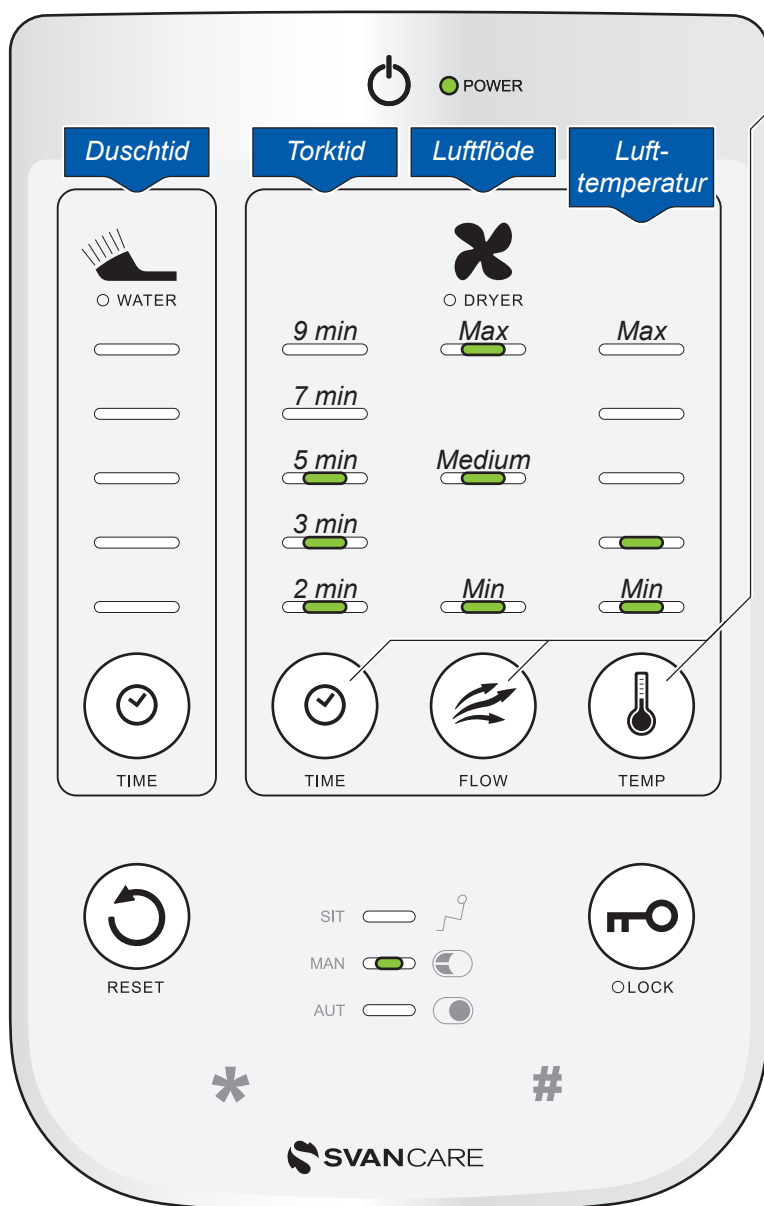 POWER
Duschtid
Torktid
Luftflöde
Luft-
temperatur
WATER
DRYER
9 min
Max
Max
7 min
5 min
Medium
3 min
2 min
Min
Min
TIME
TIME
FLOW
TEMP
SIT
MAN
RESET
LOCK
AUT
* #
SVANCARE